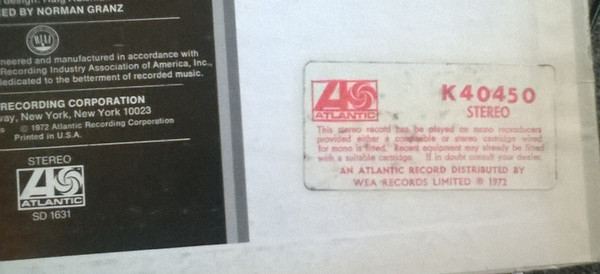 ED BY NORMAN GRANZ
neered and manufactured in accordance with
Recording Industry Association of America, Inc.,
dedicated to the betterment of recorded music.
RECORDING CORPORATION
way, New York, New York 10023
© 1972 Atlantic Recording Corporation
Printed in U.S.A.
STEREO
ATLANTIC
SD 1631
ATLANTIC
K40450
STEREO
This stereo record can be played on mono reproducers
provided either a compatible or stereo cartridge wired
for mono is fitted. Recent equipment may already be fitted
with a suitable cartridge. If in doubt consult your dealer.
AN ATLANTIC RECORD DISTRIBUTED BY
WEA RECORDS LIMITED ℗ 1972